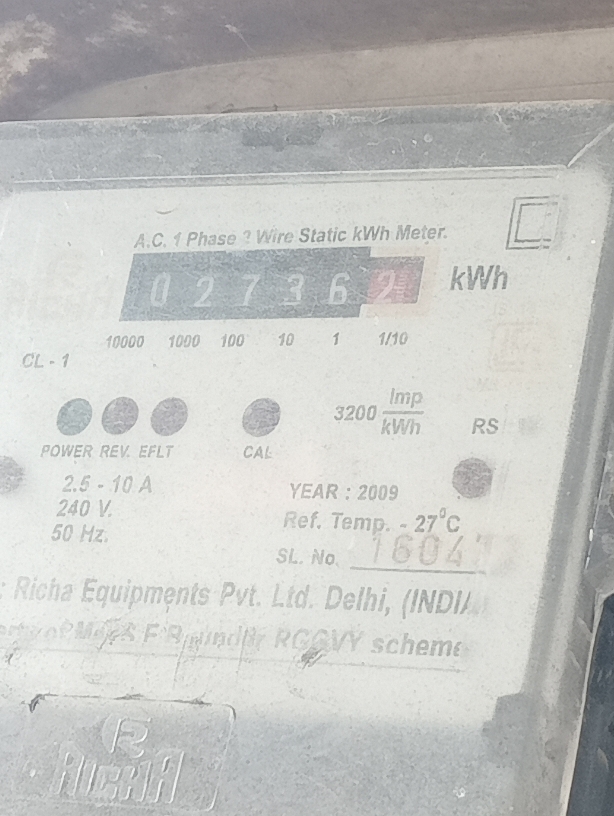 A.C. 1 Phase 2 Wire Static kWh Meter.
0 2 7 3 6 2 kWh
10000 1000 100 10 1 1/10
CL - 1
3200 Imp/kWh
RS
POWER REV. EFLT CAL
2.5 - 10 A
240 V.
50 Hz.
YEAR : 2009
Ref. Temp. - 27°C
SL. No. 1604
: Richa Equipments Pvt. Ltd. Delhi, (INDIA
RGGVY scheme
R
RICHA